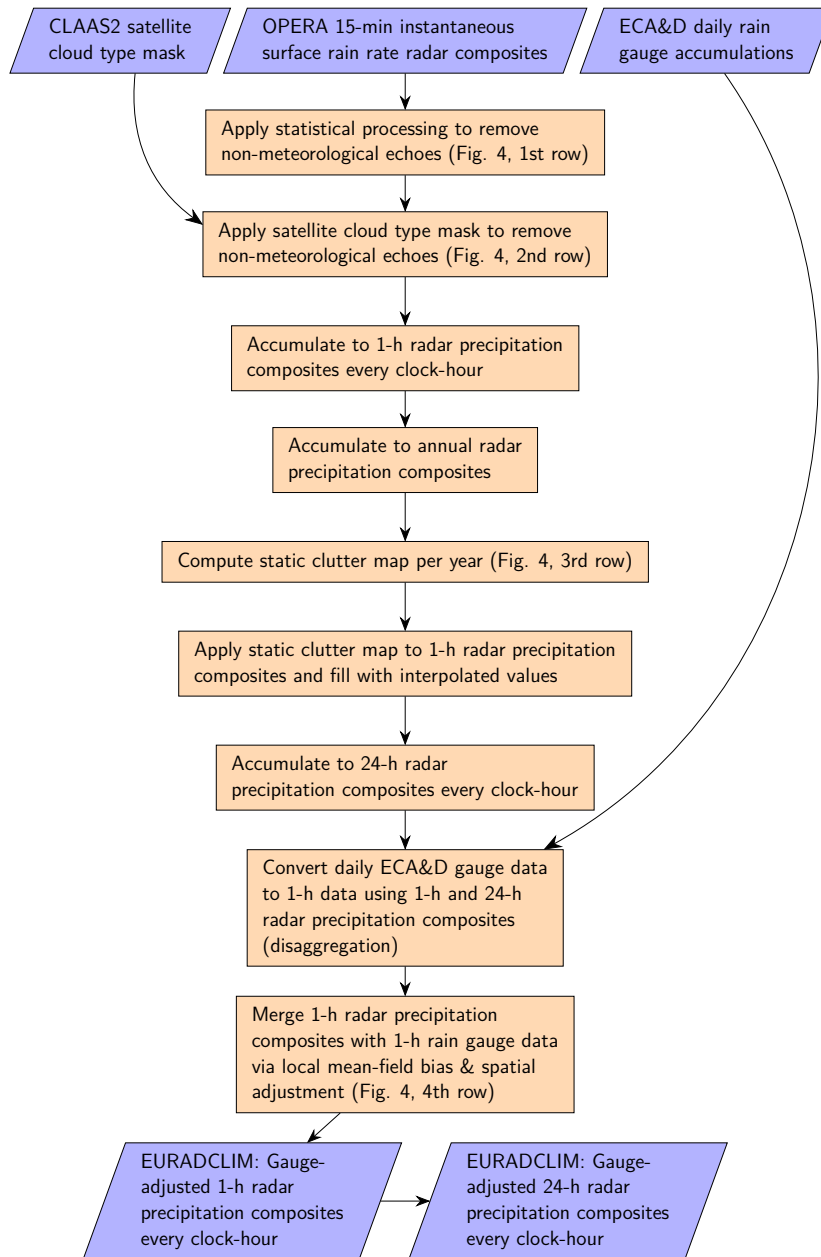 CLAAS2 satellite
cloud type mask
OPERA 15-min instantaneous
surface rain rate radar composites
ECA&D daily rain
gauge accumulations
Apply statistical processing to remove
non-meteorological echoes (Fig. 4, 1st row)
Apply satellite cloud type mask to remove
non-meteorological echoes (Fig. 4, 2nd row)
Accumulate to 1-h radar precipitation
composites every clock-hour
Accumulate to annual radar
precipitation composites
Compute static clutter map per year (Fig. 4, 3rd row)
Apply static clutter map to 1-h radar precipitation
composites and fill with interpolated values
Accumulate to 24-h radar
precipitation composites every clock-hour
Convert daily ECA&D gauge data
to 1-h data using 1-h and 24-h
radar precipitation composites
(disaggregation)
Merge 1-h radar precipitation
composites with 1-h rain gauge data
via local mean-field bias & spatial
adjustment (Fig. 4, 4th row)
EURADCLIM: Gauge-
adjusted 1-h radar
precipitation composites
every clock-hour
EURADCLIM: Gauge-
adjusted 24-h radar
precipitation composites
every clock-hour